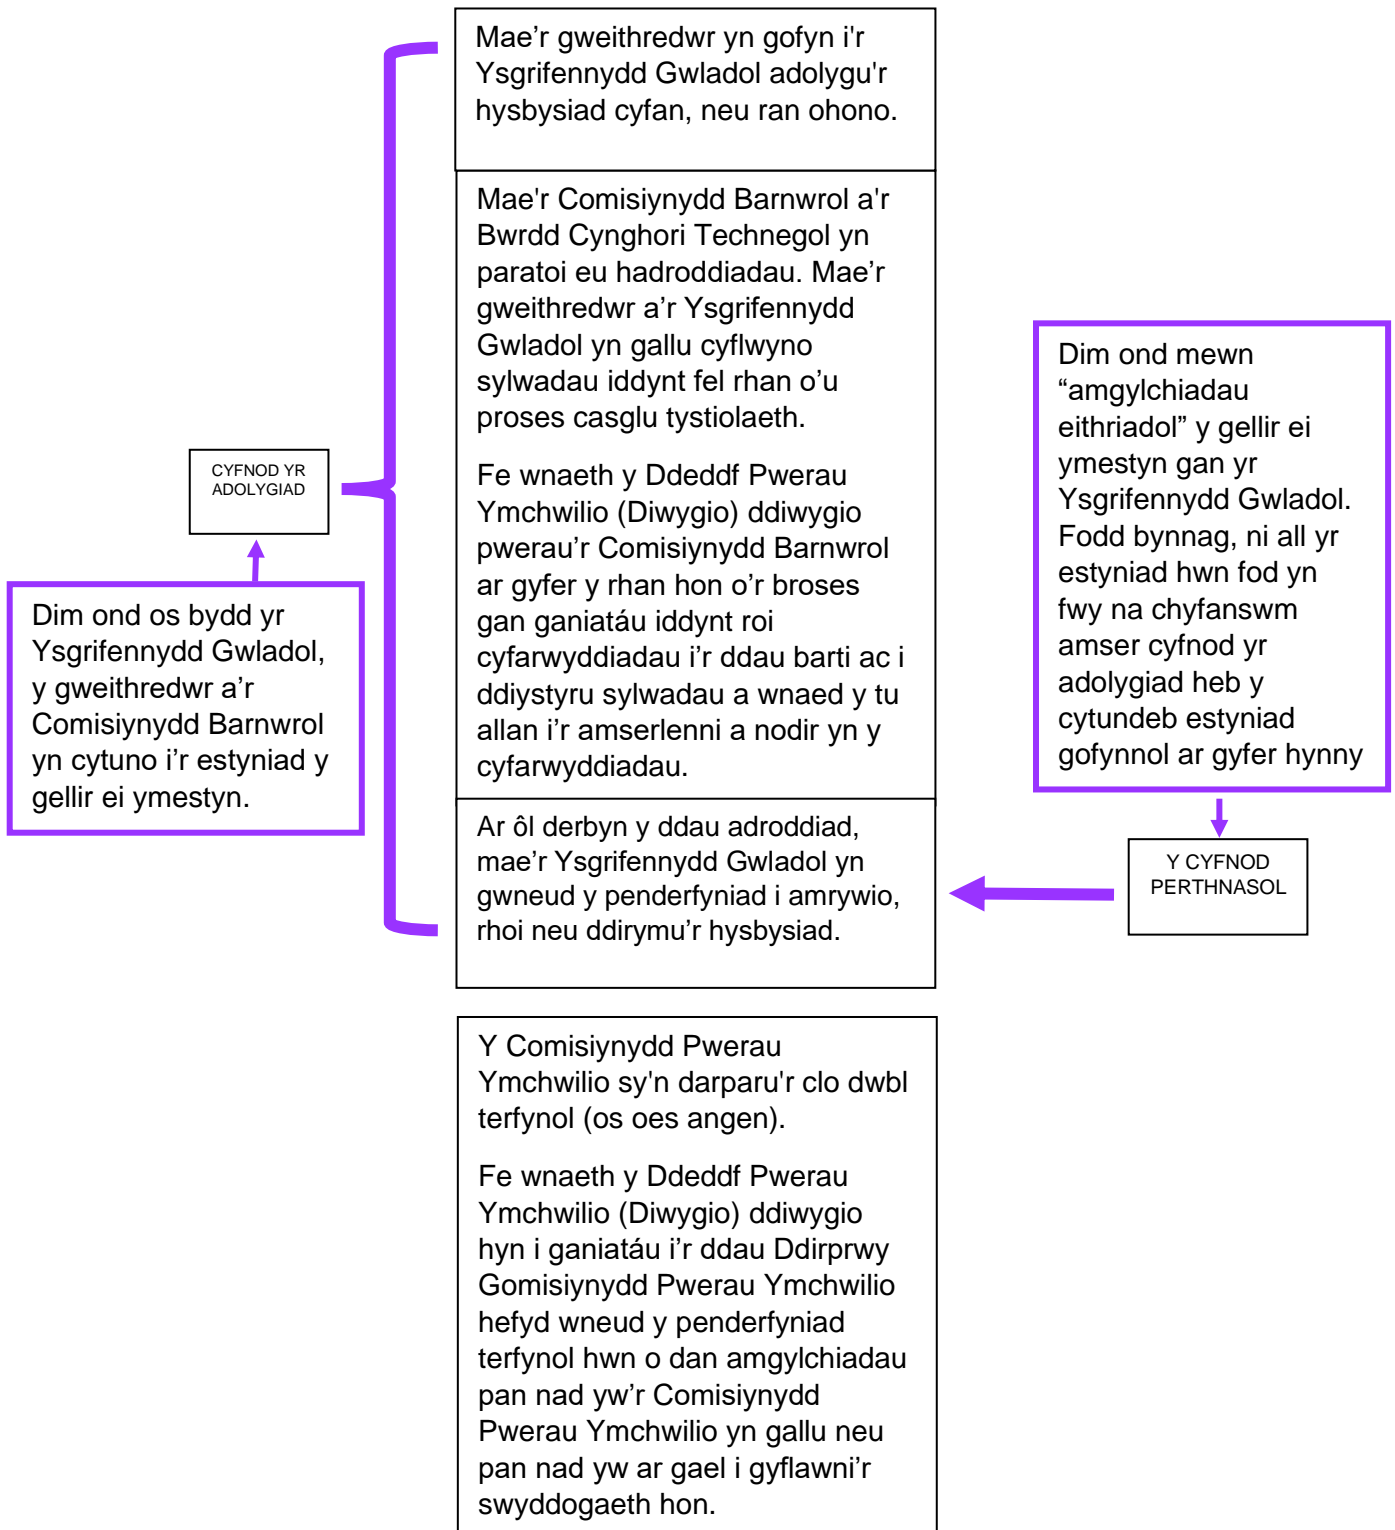 Mae’r gweithredwr yn gofyn i'r
Ysgrifennydd Gwladol adolygu'r
hysbysiad cyfan, neu ran ohono.
Mae'r Comisiynydd Barnwrol a'r
Bwrdd Cynghori Technegol yn
paratoi eu hadroddiadau. Mae’r
gweithredwr a’r Ysgrifennydd
Gwladol yn gallu cyflwyno
sylwadau iddynt fel rhan o’u
proses casglu tystiolaeth.
Fe wnaeth y Ddeddf Pwerau
Ymchwilio (Diwygio) ddiwygio
pwerau’r Comisiynydd Barnwrol
ar gyfer y rhan hon o’r broses
gan ganiatáu iddynt roi
cyfarwyddiadau i’r ddau barti ac i
ddiystyru sylwadau a wnaed y tu
allan i’r amserlenni a nodir yn y
cyfarwyddiadau.
CYFNOD YR
ADOLYGIAD
Dim ond os bydd yr
Ysgrifennydd Gwladol,
y gweithredwr a’r
Comisiynydd Barnwrol
yn cytuno i’r estyniad y
gellir ei ymestyn.
Dim ond mewn
“amgylchiadau
eithriadol” y gellir ei
ymestyn gan yr
Ysgrifennydd Gwladol.
Fodd bynnag, ni all yr
estyniad hwn fod yn
fwy na chyfanswm
amser cyfnod yr
adolygiad heb y
cytundeb estyniad
gofynnol ar gyfer hynny
Ar ôl derbyn y ddau adroddiad,
mae'r Ysgrifennydd Gwladol yn
gwneud y penderfyniad i amrywio,
rhoi neu ddirymu’r hysbysiad.
Y CYFNOD
PERTHNASOL
Y Comisiynydd Pwerau
Ymchwilio sy'n darparu'r clo dwbl
terfynol (os oes angen).
Fe wnaeth y Ddeddf Pwerau
Ymchwilio (Diwygio) ddiwygio
hyn i ganiatáu i’r ddau Ddirprwy
Gomisiynydd Pwerau Ymchwilio
hefyd wneud y penderfyniad
terfynol hwn o dan amgylchiadau
pan nad yw’r Comisiynydd
Pwerau Ymchwilio yn gallu neu
pan nad yw ar gael i gyflawni’r
swyddogaeth hon.